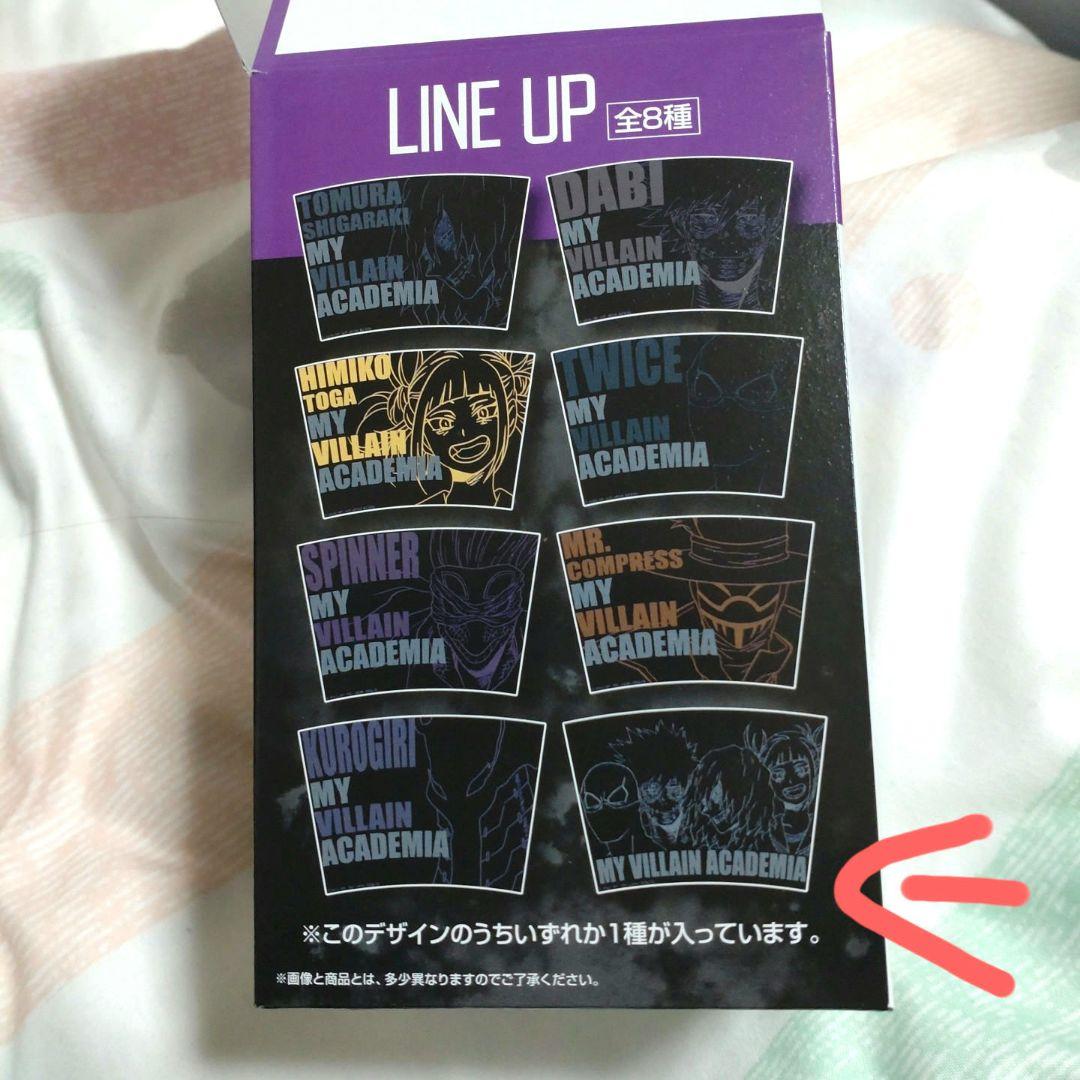 LINE UP 全8種
TOMURA
SHIGARAKI
MY
VILLAIN
ACADEMIA
DABI
MY
VILLAIN
ACADEMIA
HIMIKO
TOGA
MY
VILLAIN
ACADEMIA
TWICE
MY
VILLAIN
ACADEMIA
SPINNER
MY
VILLAIN
ACADEMIA
MR.
COMPRESS
MY
VILLAIN
ACADEMIA
KUROGIRI
MY
VILLAIN
ACADEMIA
MY VILLAIN ACADEMIA
※このデザインのうちいずれか1種が入っています。
※画像と商品とは、多少異なりますのでご了承ください。